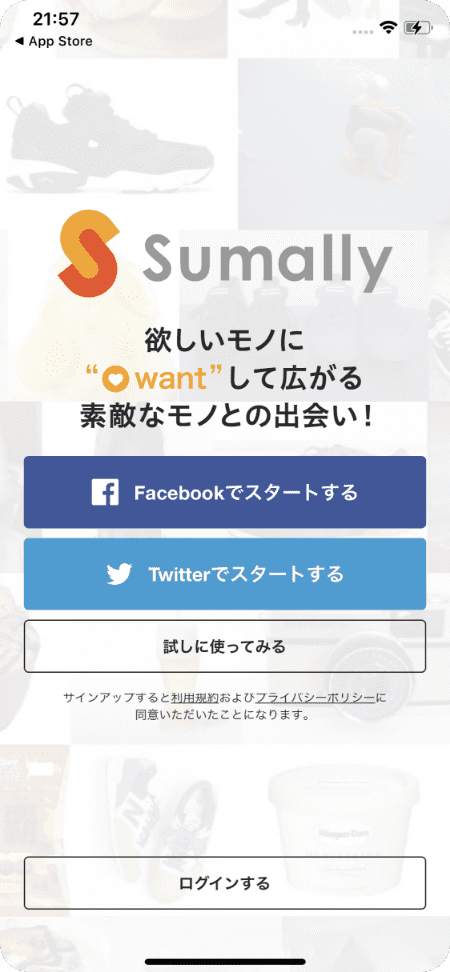 21:57
◀ App Store
Sumally
欲しいモノに
“want”して広がる
素敵なモノとの出会い！
Facebookでスタートする
Twitterでスタートする
試しに使ってみる
サインアップすると利用規約およびプライバシーポリシーに
同意いただいたことになります。
Häagen-Dazs
ログインする